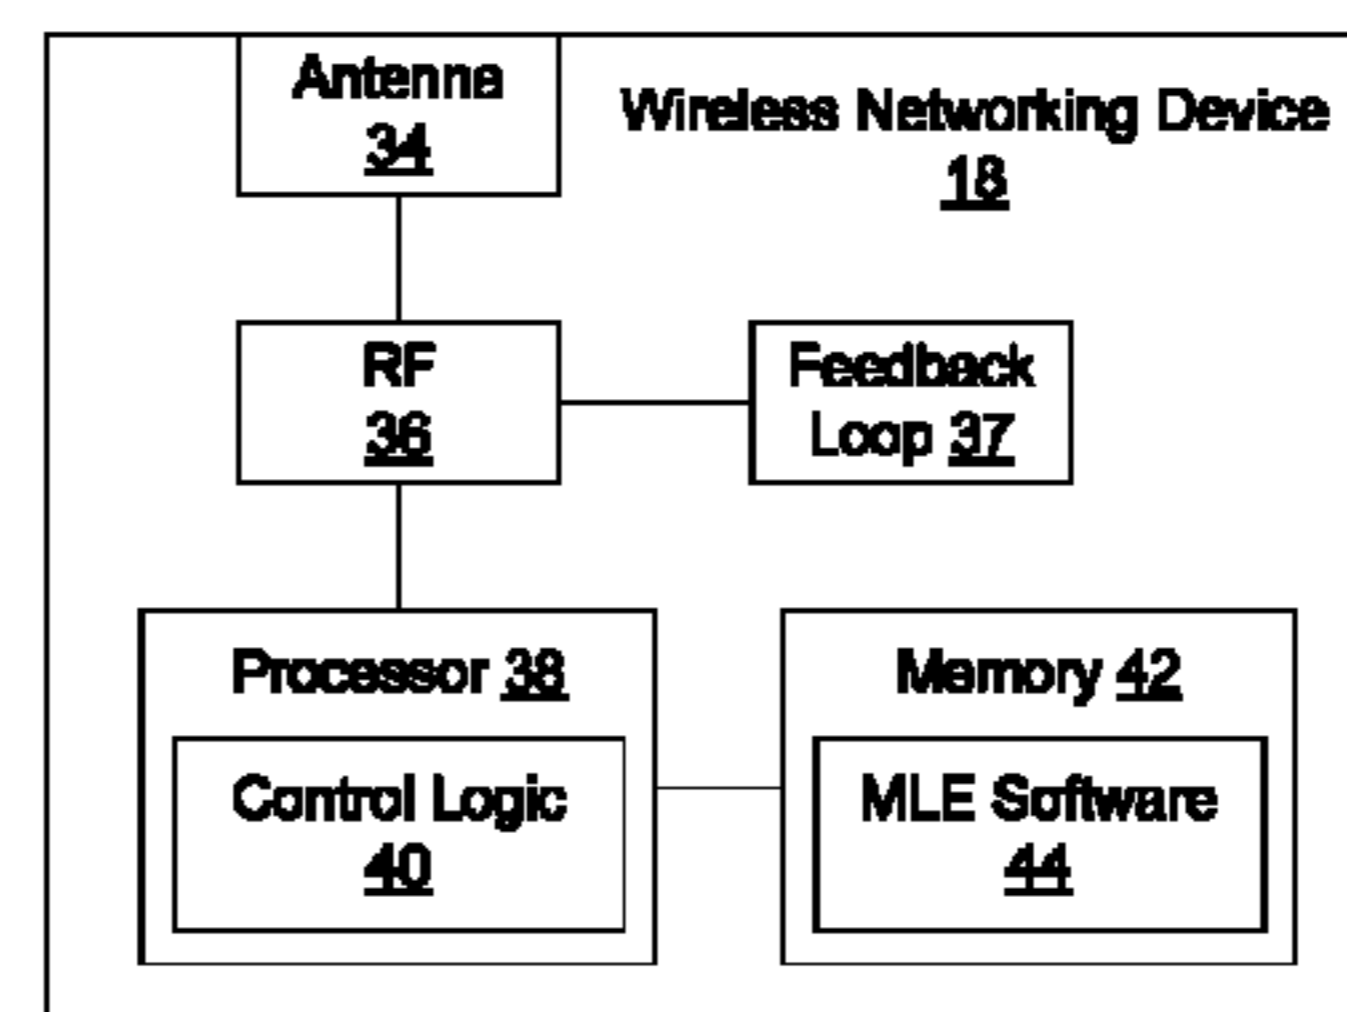 Antenna
34
Wireless Networking Device
18
RF
36
Feedback
Loop 37
Processor 38
Control Logic
40
Memory 42
MLE Software
44